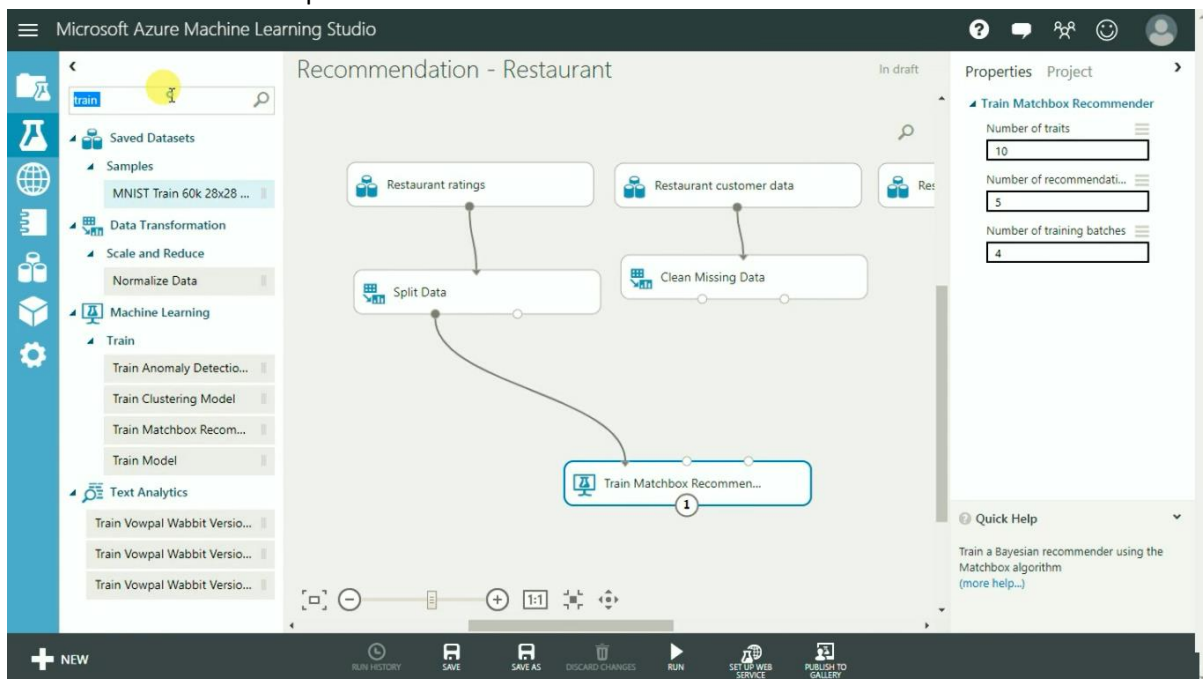 Microsoft Azure Machine Learning Studio
train
Saved Datasets
Samples
MNIST Train 60k 28x28 ...
Data Transformation
Scale and Reduce
Normalize Data
Machine Learning
Train
Train Anomaly Detectio...
Train Clustering Model
Train Matchbox Recom...
Train Model
Text Analytics
Train Vowpal Wabbit Versio...
Train Vowpal Wabbit Versio...
Train Vowpal Wabbit Versio...
Recommendation - Restaurant
In draft
Restaurant ratings
Restaurant customer data
Res
Split Data
Clean Missing Data
Train Matchbox Recommen...
1
1:1
Properties Project
Train Matchbox Recommender
Number of traits
10
Number of recommendati...
5
Number of training batches
4
Quick Help
Train a Bayesian recommender using the
Matchbox algorithm
(more help...)
NEW
RUN HISTORY
SAVE
SAVE AS
DISCARD CHANGES
RUN
SET UP WEB
SERVICE
PUBLISH TO
GALLERY